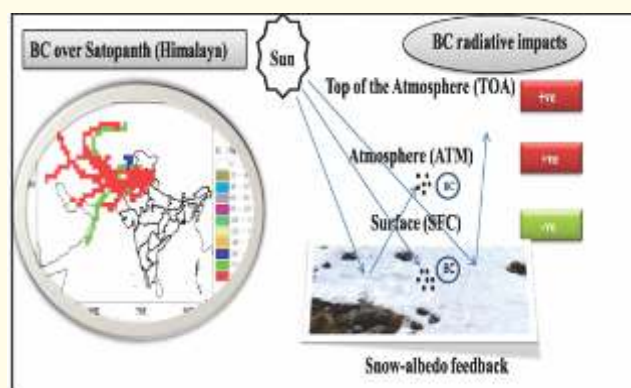 BC over Satopanth (Himalaya)
Sun
BC radiative impacts
Top of the Atmosphere (TOA)
+ve
Atmosphere (ATM)
+ve
BC
Surface (SFC)
-ve
BC
Snow-albedo feedback